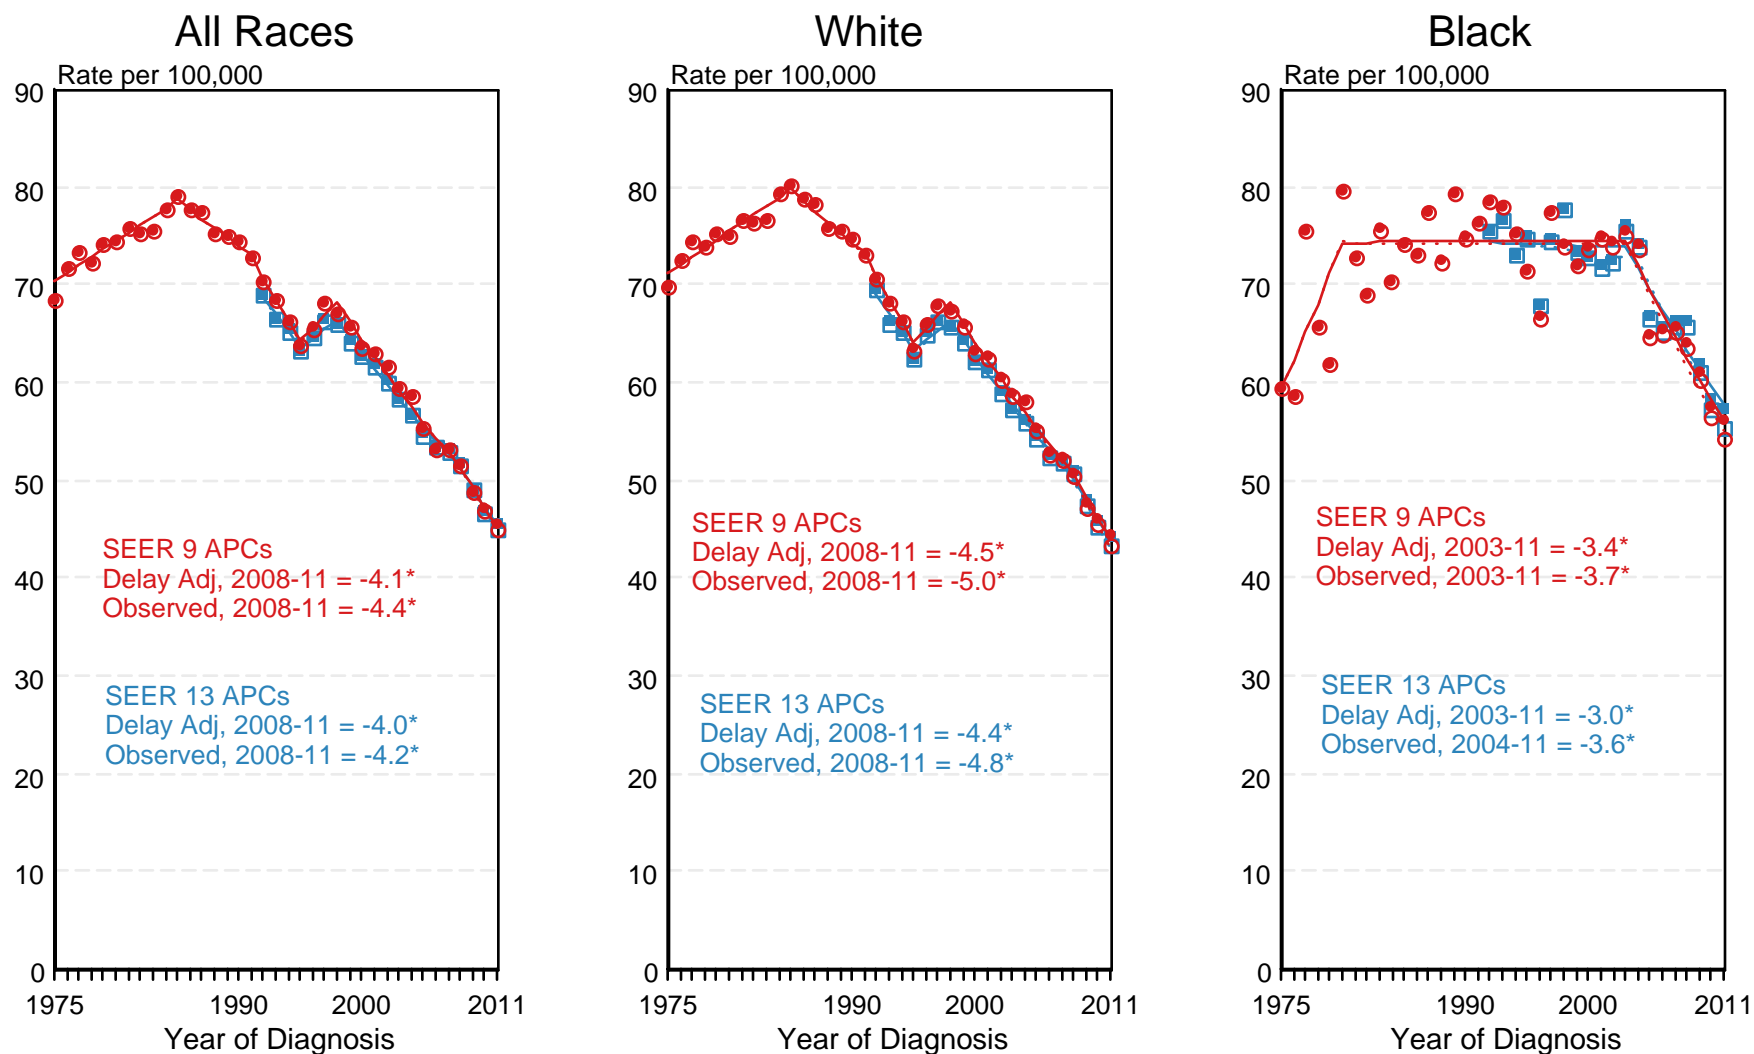 All Races
Rate per 100,000
90
80
70
60
50
40
30
20
10
0
SEER 9 APCs
Delay Adj, 2008-11 = -4.1*
Observed, 2008-11 = -4.4*
SEER 13 APCs
Delay Adj, 2008-11 = -4.0*
Observed, 2008-11 = -4.2*
1975 1990 2000 2011
Year of Diagnosis
White
Rate per 100,000
90
80
70
60
50
40
30
20
10
0
SEER 9 APCs
Delay Adj, 2008-11 = -4.5*
Observed, 2008-11 = -5.0*
SEER 13 APCs
Delay Adj, 2008-11 = -4.4*
Observed, 2008-11 = -4.8*
1975 1990 2000 2011
Year of Diagnosis
Black
Rate per 100,000
90
80
70
60
50
40
30
20
10
0
SEER 9 APCs
Delay Adj, 2003-11 = -3.4*
Observed, 2003-11 = -3.7*
SEER 13 APCs
Delay Adj, 2003-11 = -3.0*
Observed, 2004-11 = -3.6*
1975 1990 2000 2011
Year of Diagnosis